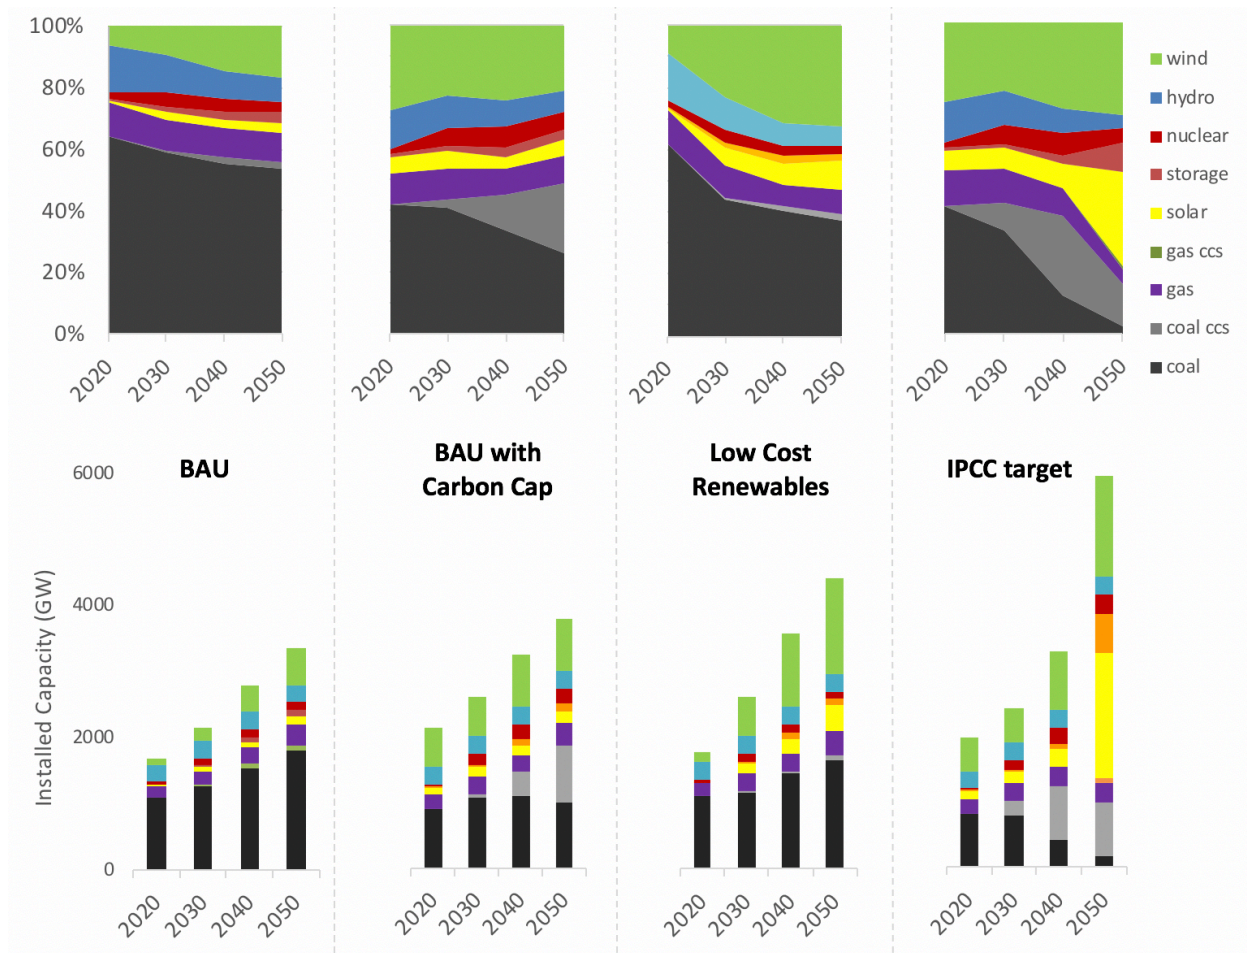 100%
80%
60%
40%
20%
0%
2020
2030
2040
2050
2020
2030
2040
2050
2020
2030
2040
2050
2020
2030
2040
2050
wind
hydro
nuclear
storage
solar
gas ccs
gas
coal ccs
coal
BAU
BAU with
Carbon Cap
Low Cost
Renewables
IPCC target
Installed Capacity (GW)
6000
4000
2000
0
2020
2030
2040
2050
2020
2030
2040
2050
2020
2030
2040
2050
2020
2030
2040
2050